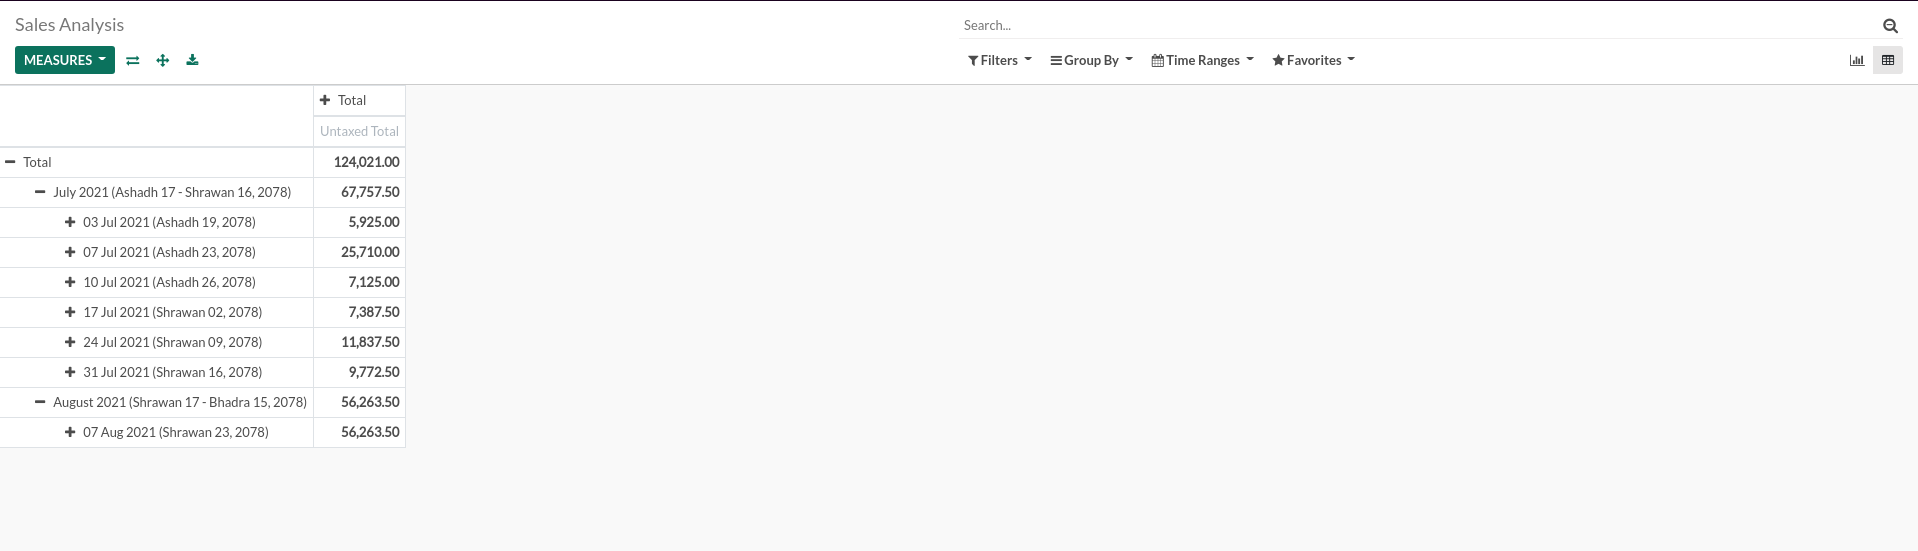 Sales Analysis
Search...
MEASURES
Filters Group By Time Ranges Favorites
Total
Untaxed Total
Total 124,021.00
July 2021 (Ashadh 17 - Shrawan 16, 2078) 67,757.50
03 Jul 2021 (Ashadh 19, 2078) 5,925.00
07 Jul 2021 (Ashadh 23, 2078) 25,710.00
10 Jul 2021 (Ashadh 26, 2078) 7,125.00
17 Jul 2021 (Shrawan 02, 2078) 7,387.50
24 Jul 2021 (Shrawan 09, 2078) 11,837.50
31 Jul 2021 (Shrawan 16, 2078) 9,772.50
August 2021 (Shrawan 17 - Bhadra 15, 2078) 56,263.50
07 Aug 2021 (Shrawan 23, 2078) 56,263.50